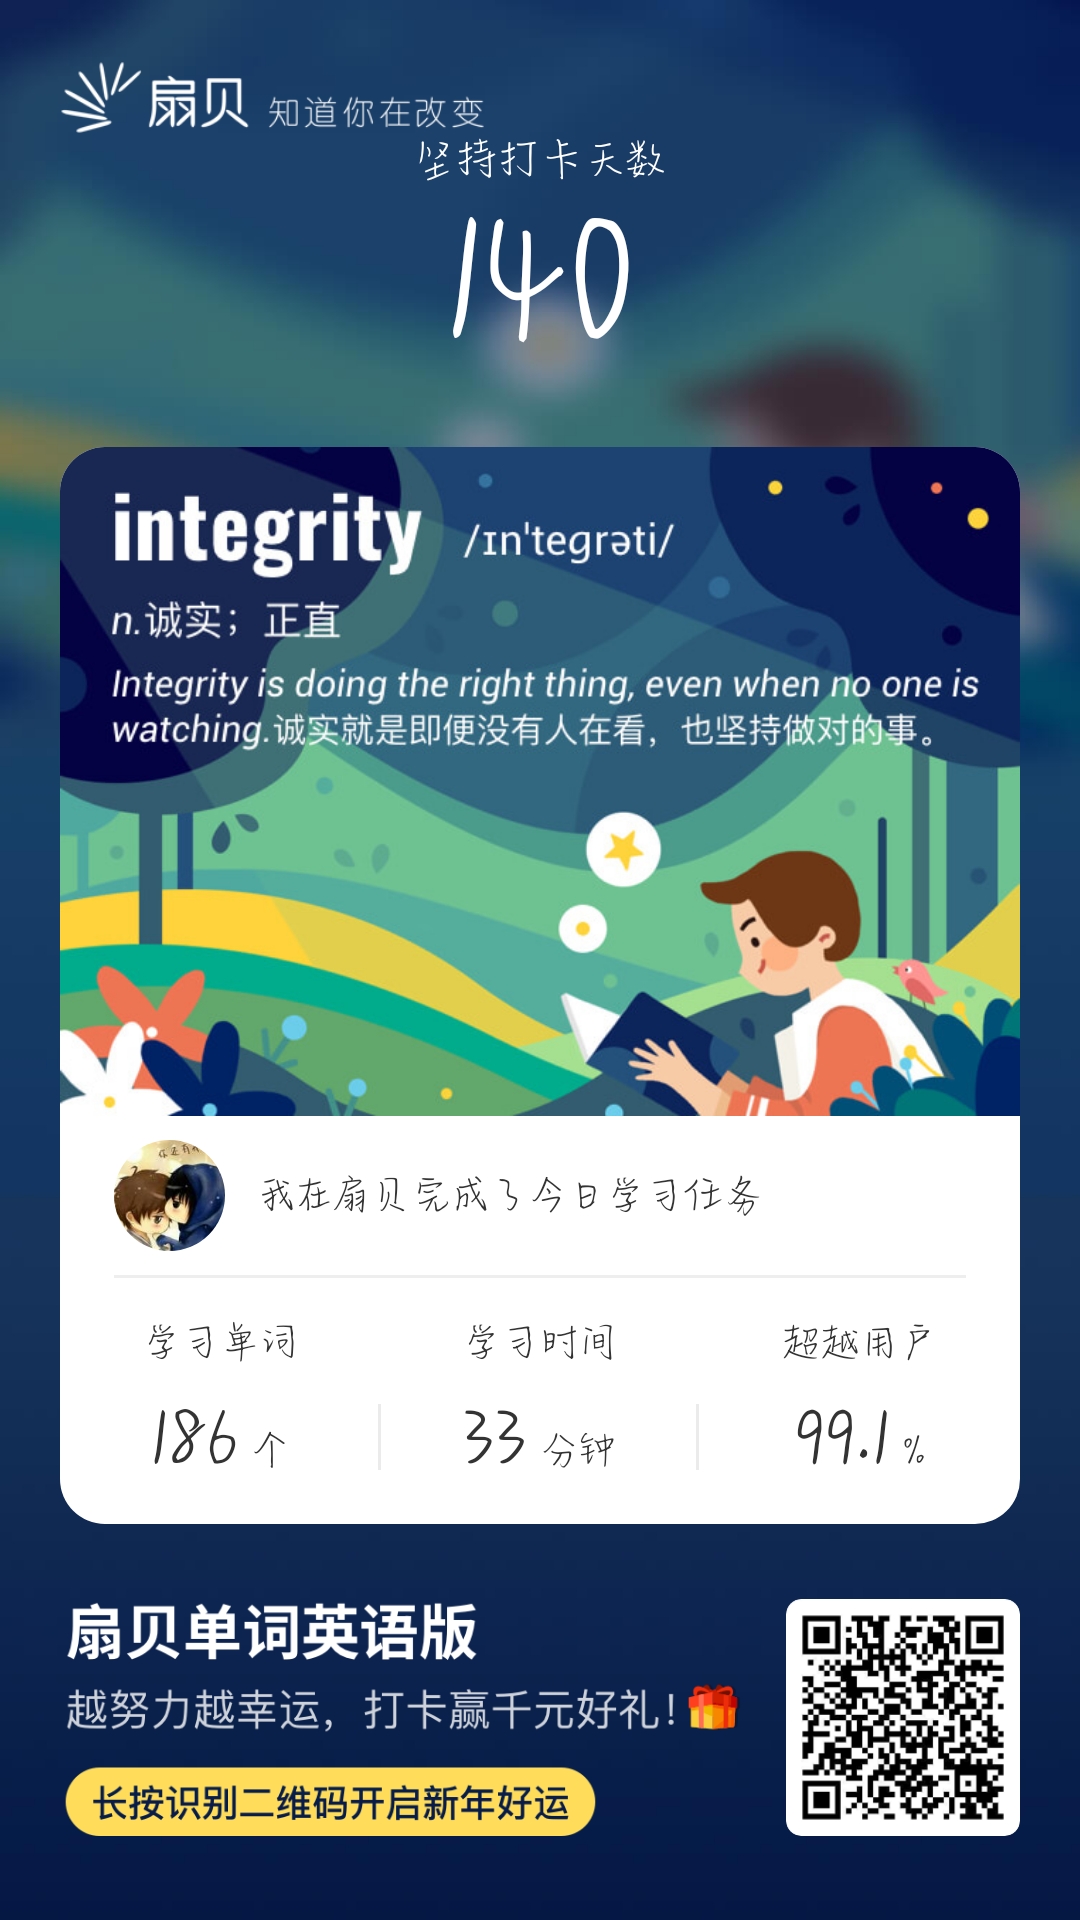 扇贝 知道你在改变
坚持打卡天数
140
integrity /ɪn'teɡrəti/
n.诚实；正直
Integrity is doing the right thing, even when no one is
watching.诚实就是即便没有人在看，也坚持做对的事。
我在扇贝完成了今日学习任务
学习单词 学习时间 超越用户
186个 33分钟 99.1%
扇贝单词英语版
越努力越幸运，打卡赢千元好礼！🎁
长按识别二维码开启新年好运